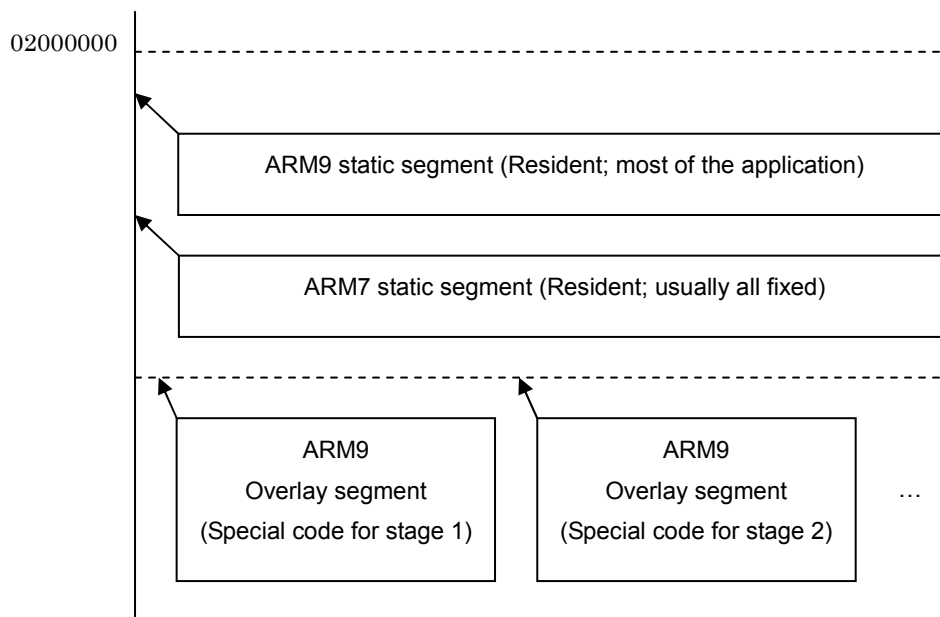 02000000
ARM9 static segment (Resident; most of the application)
ARM7 static segment (Resident; usually all fixed)
ARM9
Overlay segment
(Special code for stage 1)
ARM9
Overlay segment
(Special code for stage 2)
…